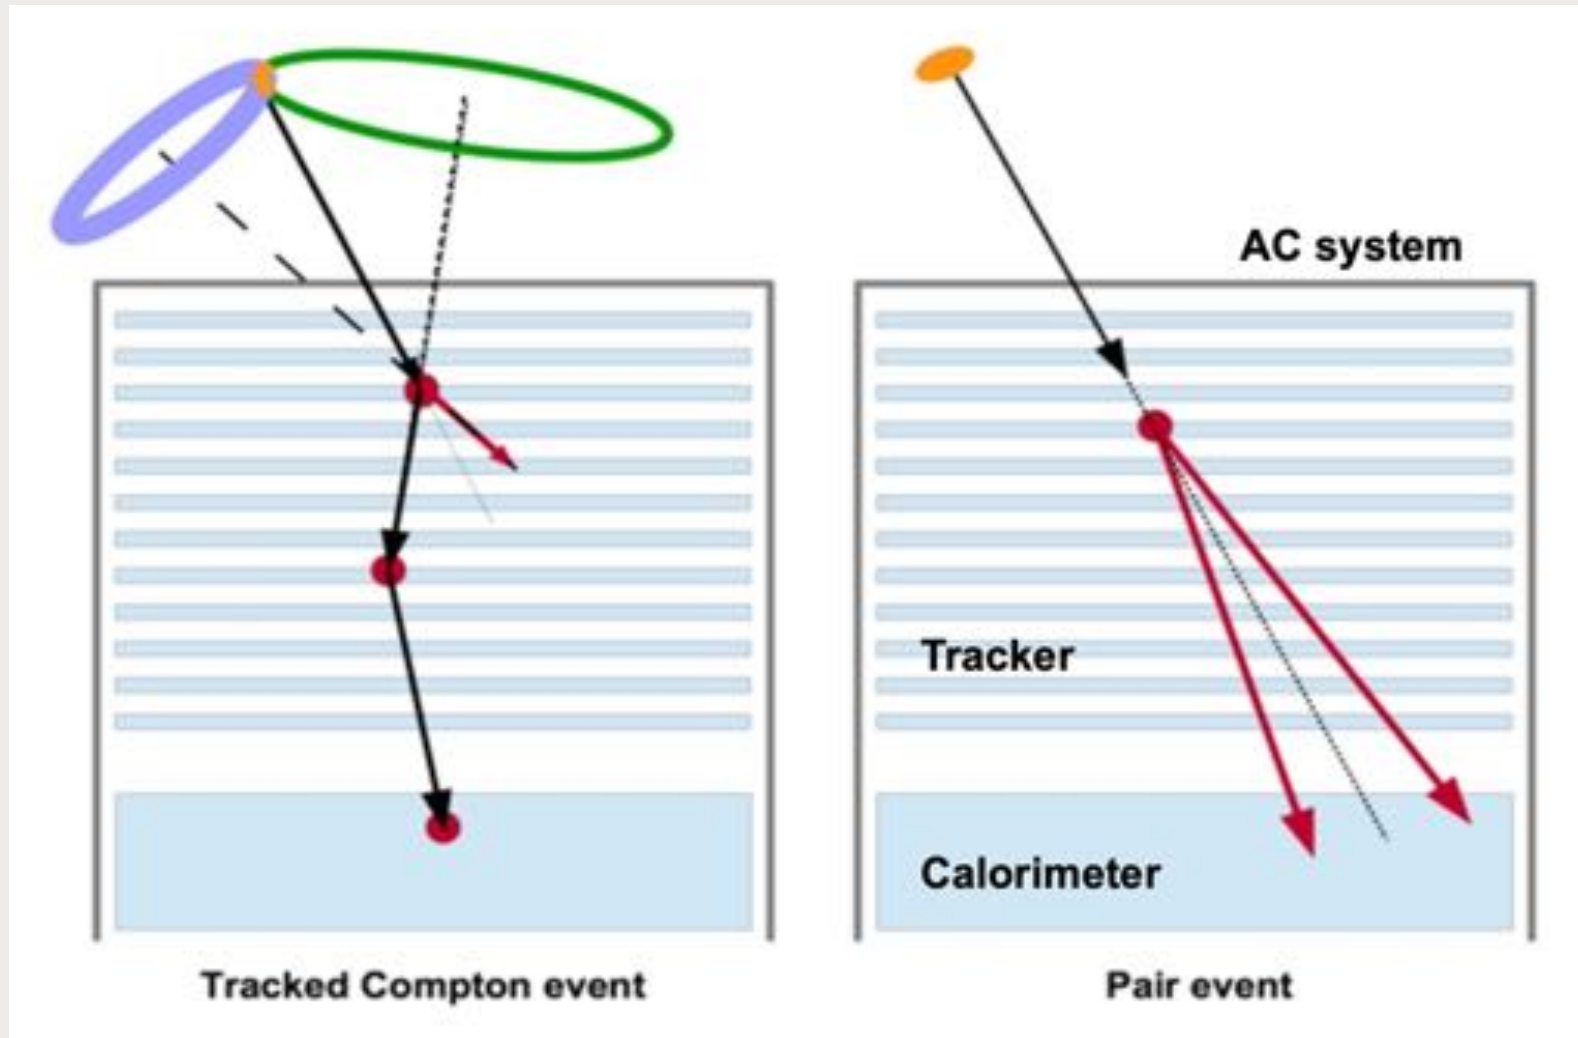 AC system
Tracker
Calorimeter
Tracked Compton event
Pair event